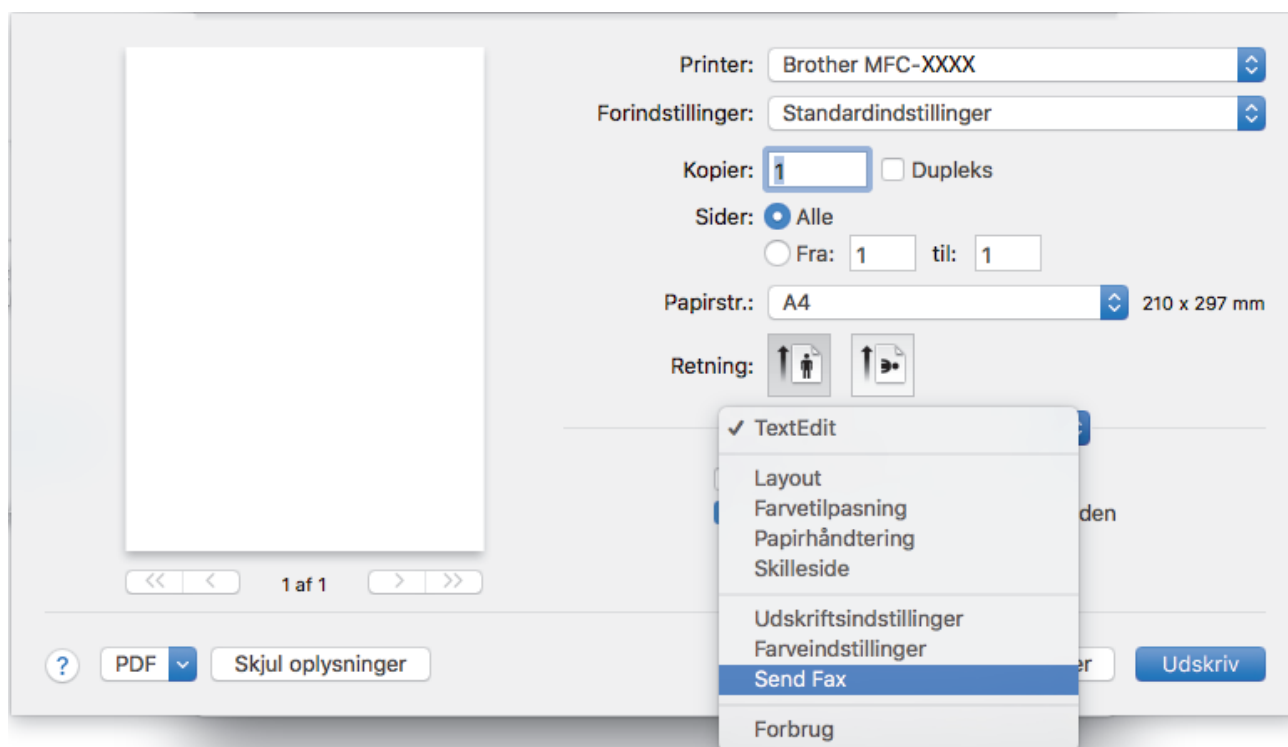 Printer: Brother MFC-XXXX
Forindstillinger: Standardindstillinger
Kopier: 1 Dupleks
Sider: Alle
Fra: 1 til: 1
Papirstr.: A4 210 x 297 mm
Retning:
✓ TextEdit
Layout
Farvetilpasning
den
Papirhåndtering
Skilleside
1 af 1
Udskriftsindstillinger
Farveindstillinger
? PDF Skjul oplysninger er Udskriv
Send Fax
Forbrug